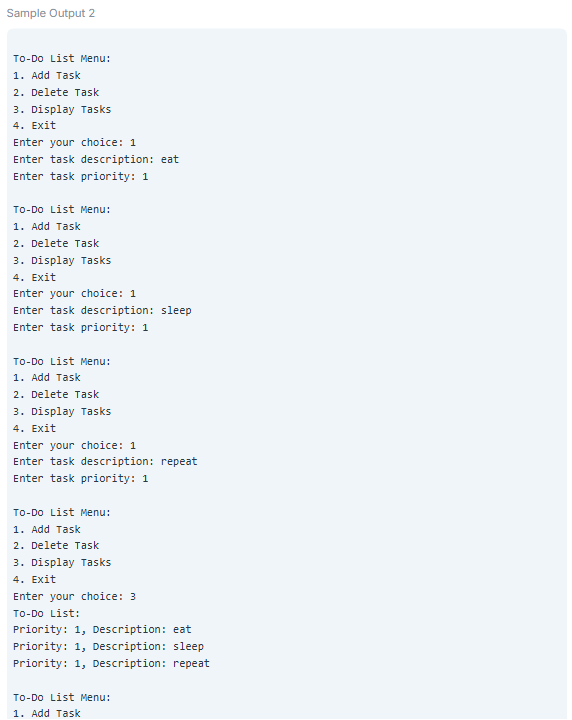 Sample Output 2
To-Do List Menu:
1. Add Task
2. Delete Task
3. Display Tasks
4. Exit
Enter your choice: 1
Enter task description: eat
Enter task priority: 1
To-Do List Menu:
1. Add Task
2. Delete Task
3. Display Tasks
4. Exit
Enter your choice: 1
Enter task description: sleep
Enter task priority: 1
To-Do List Menu:
1. Add Task
2. Delete Task
3. Display Tasks
4. Exit
Enter your choice: 1
Enter task description: repeat
Enter task priority: 1
To-Do List Menu:
1. Add Task
2. Delete Task
3. Display Tasks
4. Exit
Enter your choice: 3
To-Do List:
Priority: 1, Description: eat
Priority: 1, Description: sleep
Priority: 1, Description: repeat
To-Do List Menu:
1. Add Task